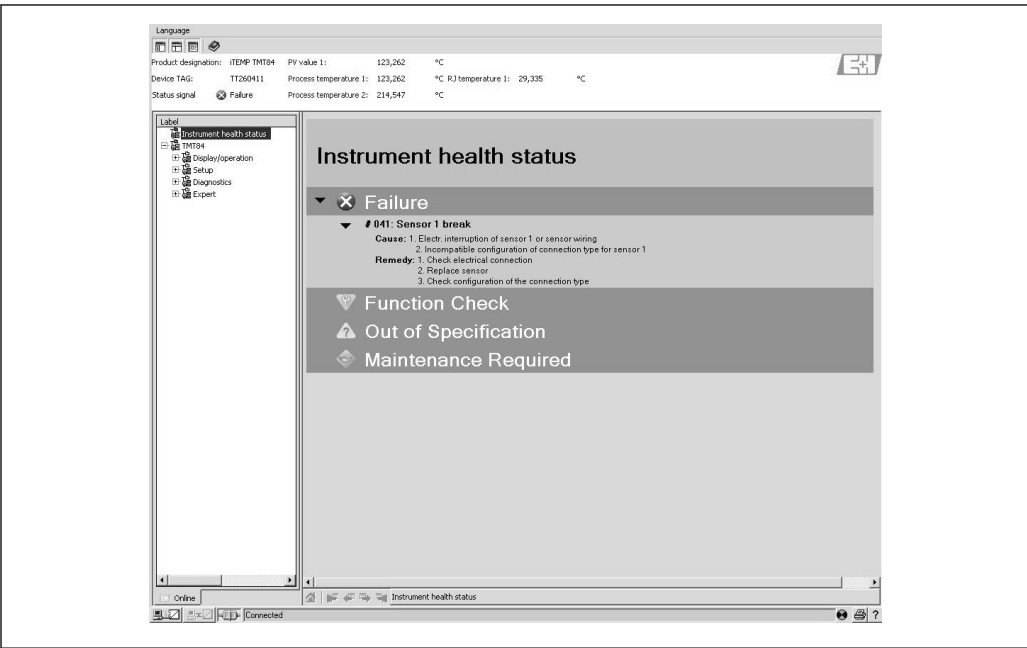 Language
Product designation: iTEMP TMT84 PV value 1: 123,262 °C
Device TAG: TT260411 Process temperature 1: 123,262 °C RJ temperature 1: 29,335 °C
Status signal Failure Process temperature 2: 214,547 °C
E+H
Label
Instrument health status
TMT84
Display/operation
Setup
Diagnostics
Expert
Instrument health status
Failure
# 041: Sensor 1 break
Cause: 1. Electr. interruption of sensor 1 or sensor wiring
2. Incompatible configuration of connection type for sensor 1
Remedy: 1. Check electrical connection
2. Replace sensor
3. Check configuration of the connection type
Function Check
Out of Specification
Maintenance Required
Online
Instrument health status
Connected
?